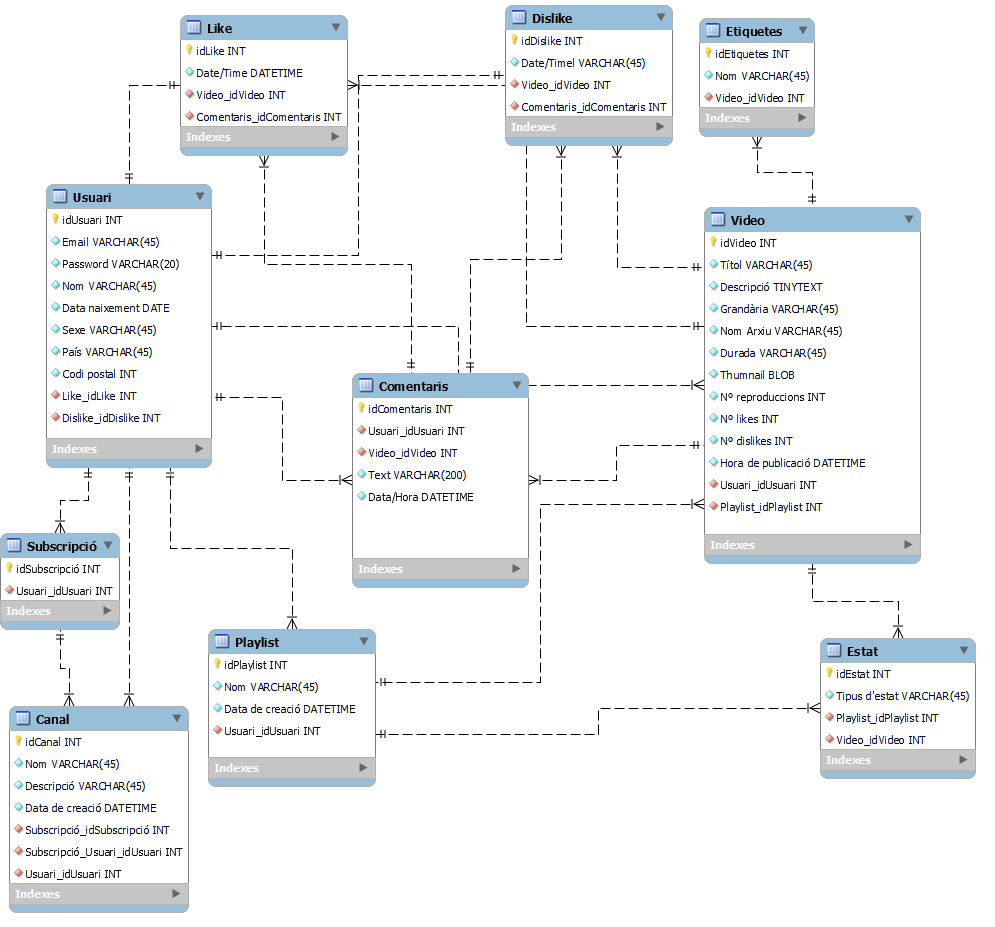 Like
idLike INT
Date/Time DATETIME
Video_idVideo INT
Comentaris_idComentaris INT
Indexes
Dislike
idDislike INT
Date/TimeI VARCHAR(45)
Video_idVideo INT
Comentaris_idComentaris INT
Indexes
Etiquetes
idEtiquetes INT
Nom VARCHAR(45)
Video_idVideo INT
Indexes
Usuari
idUsuari INT
Email VARCHAR(45)
Password VARCHAR(20)
Nom VARCHAR(45)
Data naixement DATE
Sexe VARCHAR(45)
País VARCHAR(45)
Codi postal INT
Like_idLike INT
Dislike_idDislike INT
Indexes
Video
idVideo INT
Títol VARCHAR(45)
Descripció TINYTEXT
Grandària VARCHAR(45)
Nom Arxiu VARCHAR(45)
Durada VARCHAR(45)
Thumnail BLOB
Nº reproduccions INT
Nº likes INT
Nº dislikes INT
Hora de publicació DATETIME
Usuari_idUsuari INT
Playlist_idPlaylist INT
Indexes
Comentaris
idComentaris INT
Usuari_idUsuari INT
Video_idVideo INT
Text VARCHAR(200)
Data/Hora DATETIME
Indexes
Subscripció
idSubscripció INT
Usuari_idUsuari INT
Indexes
Playlist
idPlaylist INT
Nom VARCHAR(45)
Data de creació DATETIME
Usuari_idUsuari INT
Indexes
Estat
idEstat INT
Tipus d'estat VARCHAR(45)
Playlist_idPlaylist INT
Video_idVideo INT
Indexes
Canal
idCanal INT
Nom VARCHAR(45)
Descripció VARCHAR(45)
Data de creació DATETIME
Subscripció_idSubscripció INT
Subscripció_Usuari_idUsuari INT
Usuari_idUsuari INT
Indexes